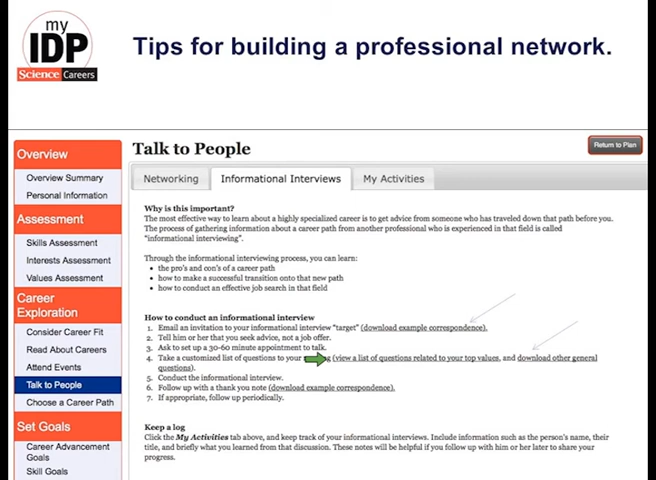 my
IDP
Science Careers
Tips for building a professional network.
Overview
Overview Summary
Personal Information
Assessment
Skills Assessment
Interests Assessment
Values Assessment
Career
Exploration
Consider Career Fit
Read About Careers
Attend Events
Talk to People
Choose a Career Path
Set Goals
Career Advancement
Goals
Skill Goals
Talk to People
Return to Plan
Networking
Informational Interviews
My Activities
Why is this important?
The most effective way to learn about a highly specialized career is to get advice from someone who has traveled down that path before you.
The process of gathering information about a career path from another professional who is experienced in that field is called
"informational interviewing".
Through the informational interviewing process, you can learn:
• the pro's and con's of a career path
• how to make a successful transition onto that new path
• how to conduct an effective job search in that field
How to conduct an informational interview
1. Email an invitation to your informational interview "target" (download example correspondence).
2. Tell him or her that you seek advice, not a job offer.
3. Ask to set up a 30-60 minute appointment to talk.
4. Take a customized list of questions to your (view a list of questions related to your top values, and download other general
questions).
5. Conduct the informational interview.
6. Follow up with a thank you note (download example correspondence).
7. If appropriate, follow up periodically.
Keep a log
Click the My Activities tab above, and keep track of your informational interviews. Include information such as the person's name, their
title, and briefly what you learned from that discussion. These notes will be helpful if you follow up with him or her later to share your
progress.